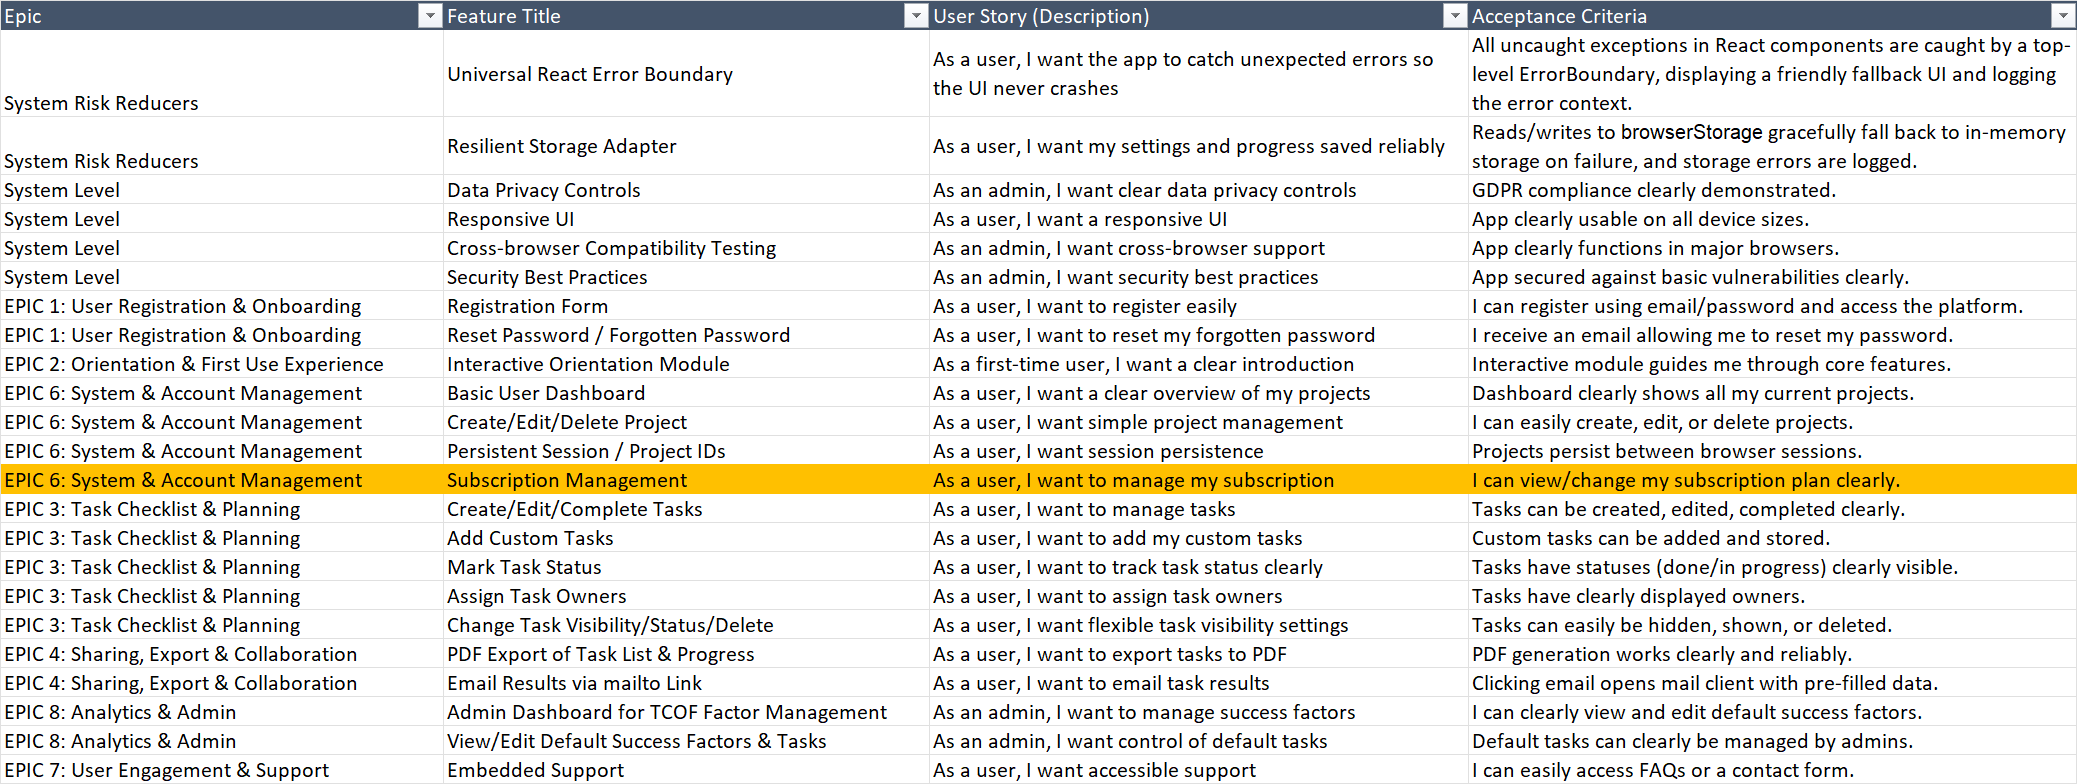 Epic Feature Title User Story (Description) Acceptance Criteria
System Risk Reducers Universal React Error Boundary As a user, I want the app to catch unexpected errors so
the UI never crashes All uncaught exceptions in React components are caught by a top-
level ErrorBoundary, displaying a friendly fallback UI and logging
the error context.
System Risk Reducers Resilient Storage Adapter As a user, I want my settings and progress saved reliably Reads/writes to browserStorage gracefully fall back to in-memory
storage on failure, and storage errors are logged.
System Level Data Privacy Controls As an admin, I want clear data privacy controls GDPR compliance clearly demonstrated.
System Level Responsive UI As a user, I want a responsive UI App clearly usable on all device sizes.
System Level Cross-browser Compatibility Testing As an admin, I want cross-browser support App clearly functions in major browsers.
System Level Security Best Practices As an admin, I want security best practices App secured against basic vulnerabilities clearly.
EPIC 1: User Registration & Onboarding Registration Form As a user, I want to register easily I can register using email/password and access the platform.
EPIC 1: User Registration & Onboarding Reset Password / Forgotten Password As a user, I want to reset my forgotten password I receive an email allowing me to reset my password.
EPIC 2: Orientation & First Use Experience Interactive Orientation Module As a first-time user, I want a clear introduction Interactive module guides me through core features.
EPIC 6: System & Account Management Basic User Dashboard As a user, I want a clear overview of my projects Dashboard clearly shows all my current projects.
EPIC 6: System & Account Management Create/Edit/Delete Project As a user, I want simple project management I can easily create, edit, or delete projects.
EPIC 6: System & Account Management Persistent Session / Project IDs As a user, I want session persistence Projects persist between browser sessions.
EPIC 6: System & Account Management Subscription Management As a user, I want to manage my subscription I can view/change my subscription plan clearly.
EPIC 3: Task Checklist & Planning Create/Edit/Complete Tasks As a user, I want to manage tasks Tasks can be created, edited, completed clearly.
EPIC 3: Task Checklist & Planning Add Custom Tasks As a user, I want to add my custom tasks Custom tasks can be added and stored.
EPIC 3: Task Checklist & Planning Mark Task Status As a user, I want to track task status clearly Tasks have statuses (done/in progress) clearly visible.
EPIC 3: Task Checklist & Planning Assign Task Owners As a user, I want to assign task owners Tasks have clearly displayed owners.
EPIC 3: Task Checklist & Planning Change Task Visibility/Status/Delete As a user, I want flexible task visibility settings Tasks can easily be hidden, shown, or deleted.
EPIC 4: Sharing, Export & Collaboration PDF Export of Task List & Progress As a user, I want to export tasks to PDF PDF generation works clearly and reliably.
EPIC 4: Sharing, Export & Collaboration Email Results via mailto Link As a user, I want to email task results Clicking email opens mail client with pre-filled data.
EPIC 8: Analytics & Admin Admin Dashboard for TCOF Factor Management As an admin, I want to manage success factors I can clearly view and edit default success factors.
EPIC 8: Analytics & Admin View/Edit Default Success Factors & Tasks As an admin, I want control of default tasks Default tasks can clearly be managed by admins.
EPIC 7: User Engagement & Support Embedded Support As a user, I want accessible support I can easily access FAQs or a contact form.